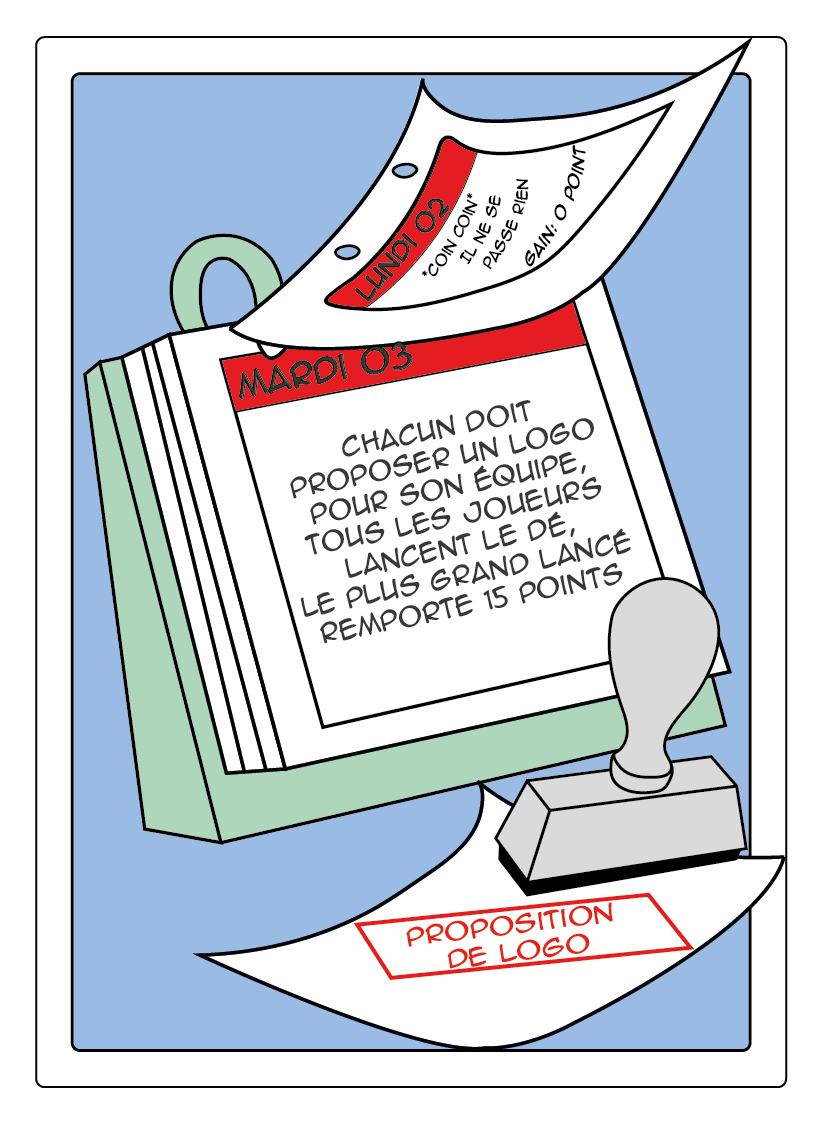 LUNDI 02
*COIN COIN*
IL NE SE
PASSE RIEN
GAIN: 0 POINT
MARDI 03
CHACUN DOIT
PROPOSER UN LOGO
POUR SON ÉQUIPE,
TOUS LES JOUEURS
LANCENT LE DÉ,
LE PLUS GRAND LANCÉ
REMPORTE 15 POINTS
PROPOSITION
DE LOGO